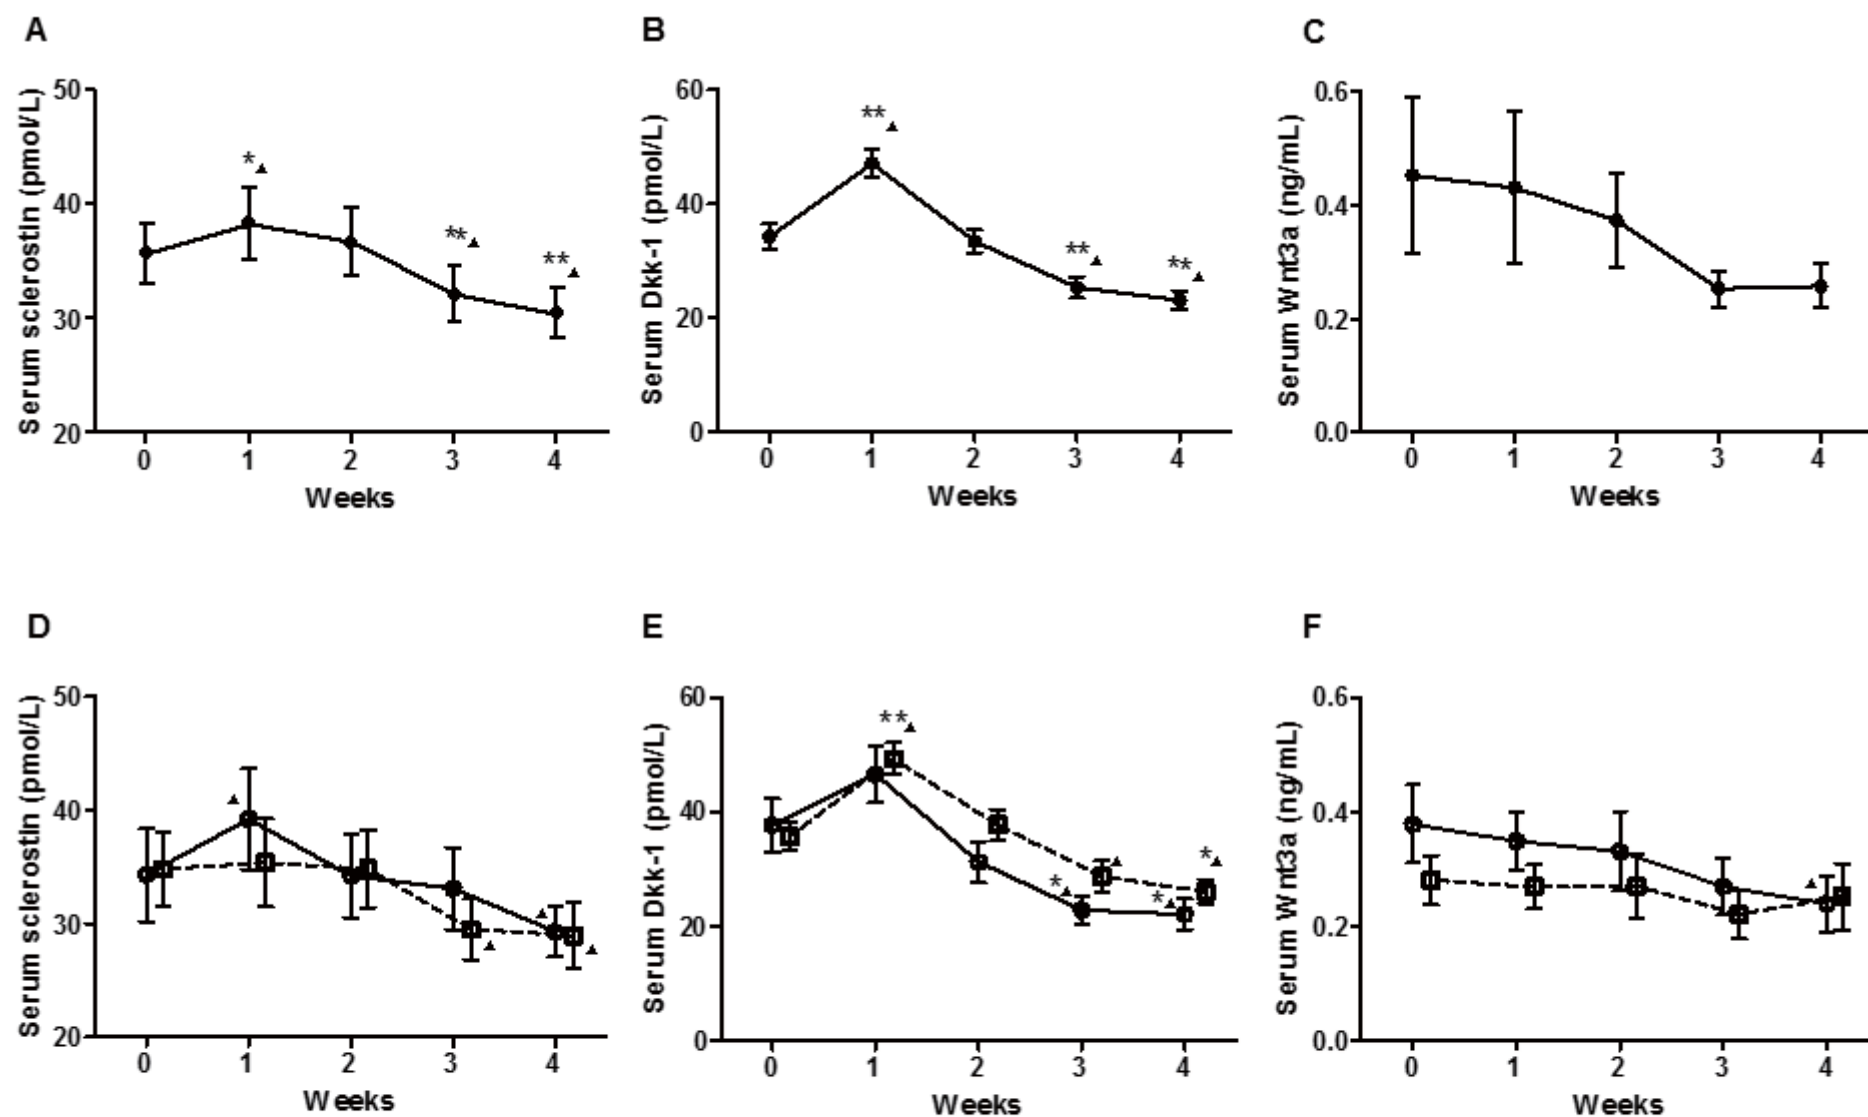 A
Serum sclerostin (pmol/L)
50
40
30
20
*▲
**▲
**▲
0 1 2 3 4
Weeks
B
Serum Dkk-1 (pmol/L)
60
40
20
0
**▲
**▲
**▲
0 1 2 3 4
Weeks
C
Serum Wnt3a (ng/mL)
0.6
0.4
0.2
0.0
0 1 2 3 4
Weeks
D
Serum sclerostin (pmol/L)
50
40
30
20
▲
▲
▲
▲
0 1 2 3 4
Weeks
E
Serum Dkk-1 (pmol/L)
60
40
20
0
**▲
*▲
▲
*▲
*▲
0 1 2 3 4
Weeks
F
Serum Wnt3a (ng/mL)
0.6
0.4
0.2
0.0
▲
0 1 2 3 4
Weeks